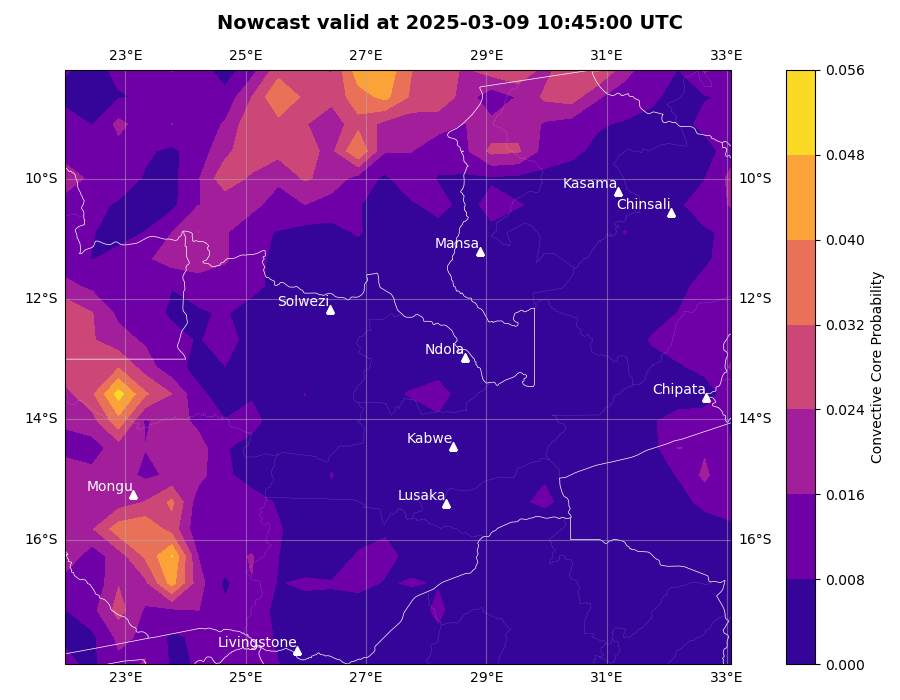 Nowcast valid at 2025-03-09 10:45:00 UTC
23°E 25°E 27°E 29°E 31°E 33°E
0.056
0.048
10°S 10°S
Kasama
Chinsali
0.040
Mansa
12°S 12°S
Solwezi
0.032
Ndola
Chipata
0.024
14°S 14°S
Kabwe
Mongu
Lusaka
0.016
16°S 16°S
0.008
Livingstone
0.000
23°E 25°E 27°E 29°E 31°E 33°E
Convective Core Probability